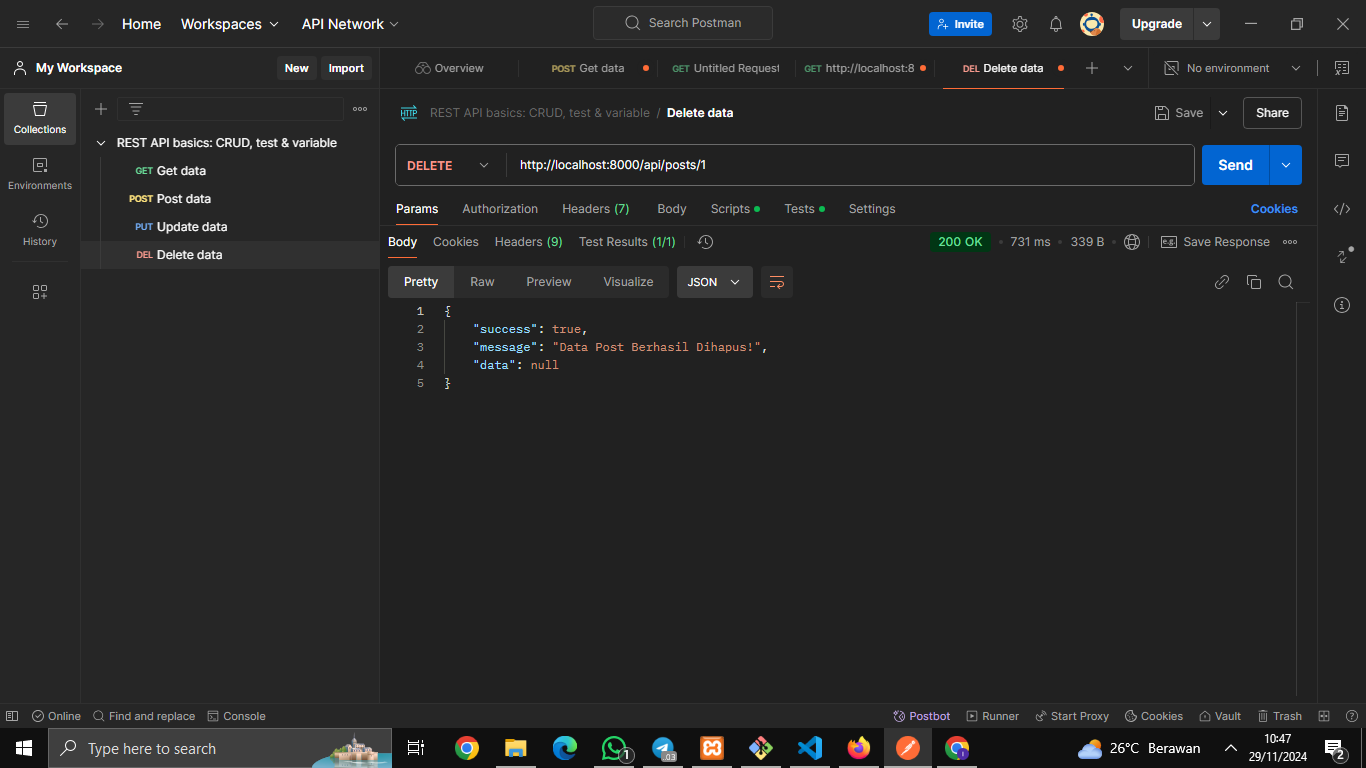 Home Workspaces API Network Search Postman Invite Upgrade
My Workspace New Import
Overview POST Get data GET Untitled Request GET http://localhost:8 DEL Delete data No environment
Collections
Environments
History
REST API basics: CRUD, test & variable
GET Get data
POST Post data
PUT Update data
DEL Delete data
HTTP REST API basics: CRUD, test & variable / Delete data Save Share
DELETE http://localhost:8000/api/posts/1 Send
Params Authorization Headers (7) Body Scripts Tests Settings Cookies
Body Cookies Headers (9) Test Results (1/1) 200 OK 731 ms 339 B e.g. Save Response
Pretty Raw Preview Visualize JSON
1 {
2 "success": true,
3 "message": "Data Post Berhasil Dihapus!",
4 "data": null
5 }
Online Find and replace Console Postbot Runner Start Proxy Cookies Vault Trash
Type here to search 1 .03 26°C Berawan 10:47
29/11/2024 2